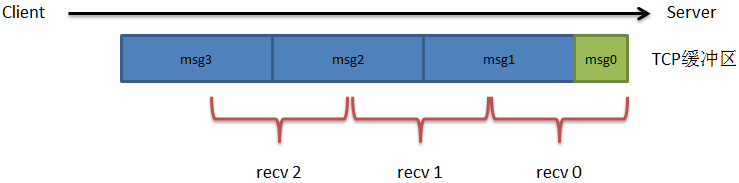 Client Server
msg3 msg2 msg1 msg0 TCP缓冲区
recv 2 recv 1 recv 0